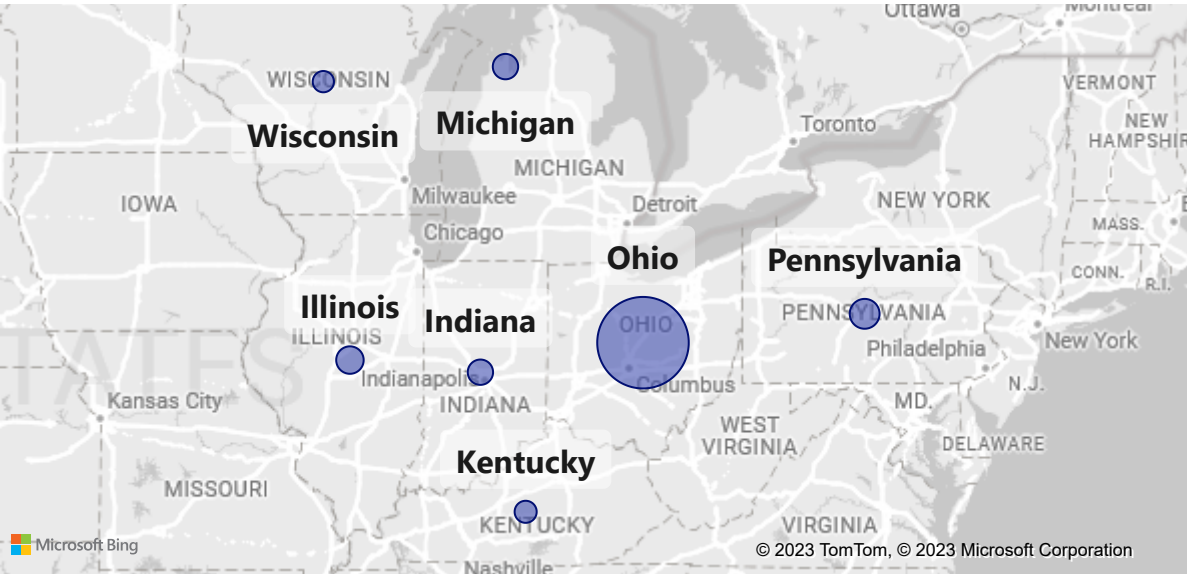 Ottawa
Montreal
WISCONSIN
VERMONT
Wisconsin
Michigan
Toronto
NEW
HAMPSHIR
MICHIGAN
IOWA
Milwaukee
Detroit
NEW YORK
Chicago
MASS.
Ohio
Pennsylvania
CONN.
R.I.
Illinois
Indiana
ILLINOIS
OHIO
PENNSYLVANIA
New York
TATES
Philadelphia
Indianapolis
Columbus
N.J.
Kansas City
INDIANA
MD.
WEST
VIRGINIA
DELAWARE
Kentucky
MISSOURI
KENTUCKY
VIRGINIA
Microsoft Bing
© 2023 TomTom, © 2023 Microsoft Corporation
Nashville